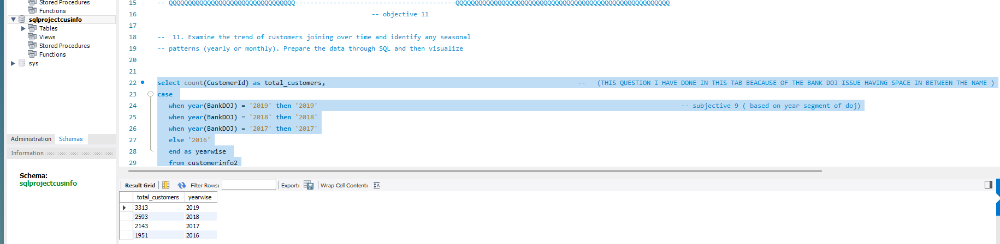 Stored Procedures
Functions
sqlprojectcusinfo
Tables
Views
Stored Procedures
Functions
sys
Administration Schemas
Information
Schema:
sqlprojectcusinfo
16 -- objective 11
17
18 -- 11. Examine the trend of customers joining over time and identify any seasonal
19 -- patterns (yearly or monthly). Prepare the data through SQL and then visualize
20
21
22 select count(CustomerId) as total_customers, -- (THIS QUESTION I HAVE DONE IN THIS TAB BEACAUSE OF THE BANK DOJ ISSUE HAVING SPACE IN BETWEEN THE NAME )
23 case
24 when year(BankDOJ) = '2019' then '2019' -- subjective 9 ( based on year segment of doj)
25 when year(BankDOJ) = '2018' then '2018'
26 when year(BankDOJ) = '2017' then '2017'
27 else '2016'
28 end as yearwise
29 from customerinfo2
Result Grid Filter Rows: Export: Wrap Cell Content:
total_customers yearwise
3313 2019
2593 2018
2143 2017
1951 2016